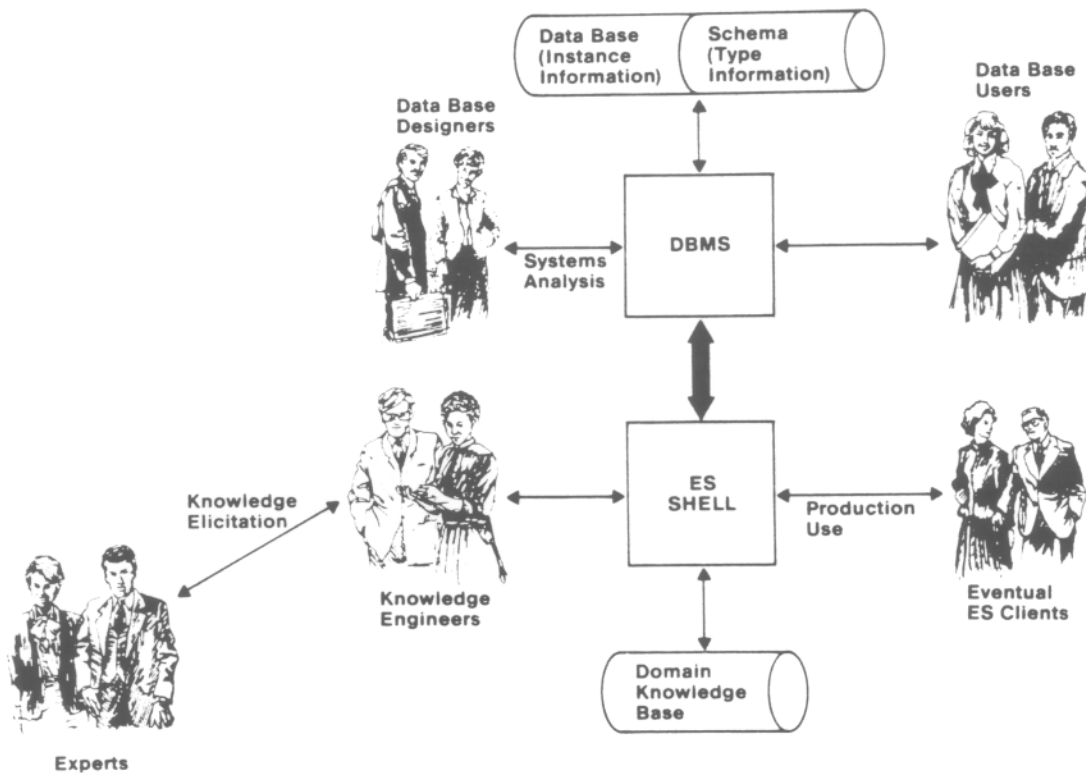 Data Base
(Instance
Information)
Schema
(Type
Information)
Data Base
Designers
Data Base
Users
DBMS
Systems
Analysis
ES
SHELL
Knowledge
Elicitation
Production
Use
Knowledge
Engineers
Eventual
ES Clients
Domain
Knowledge
Base
Experts